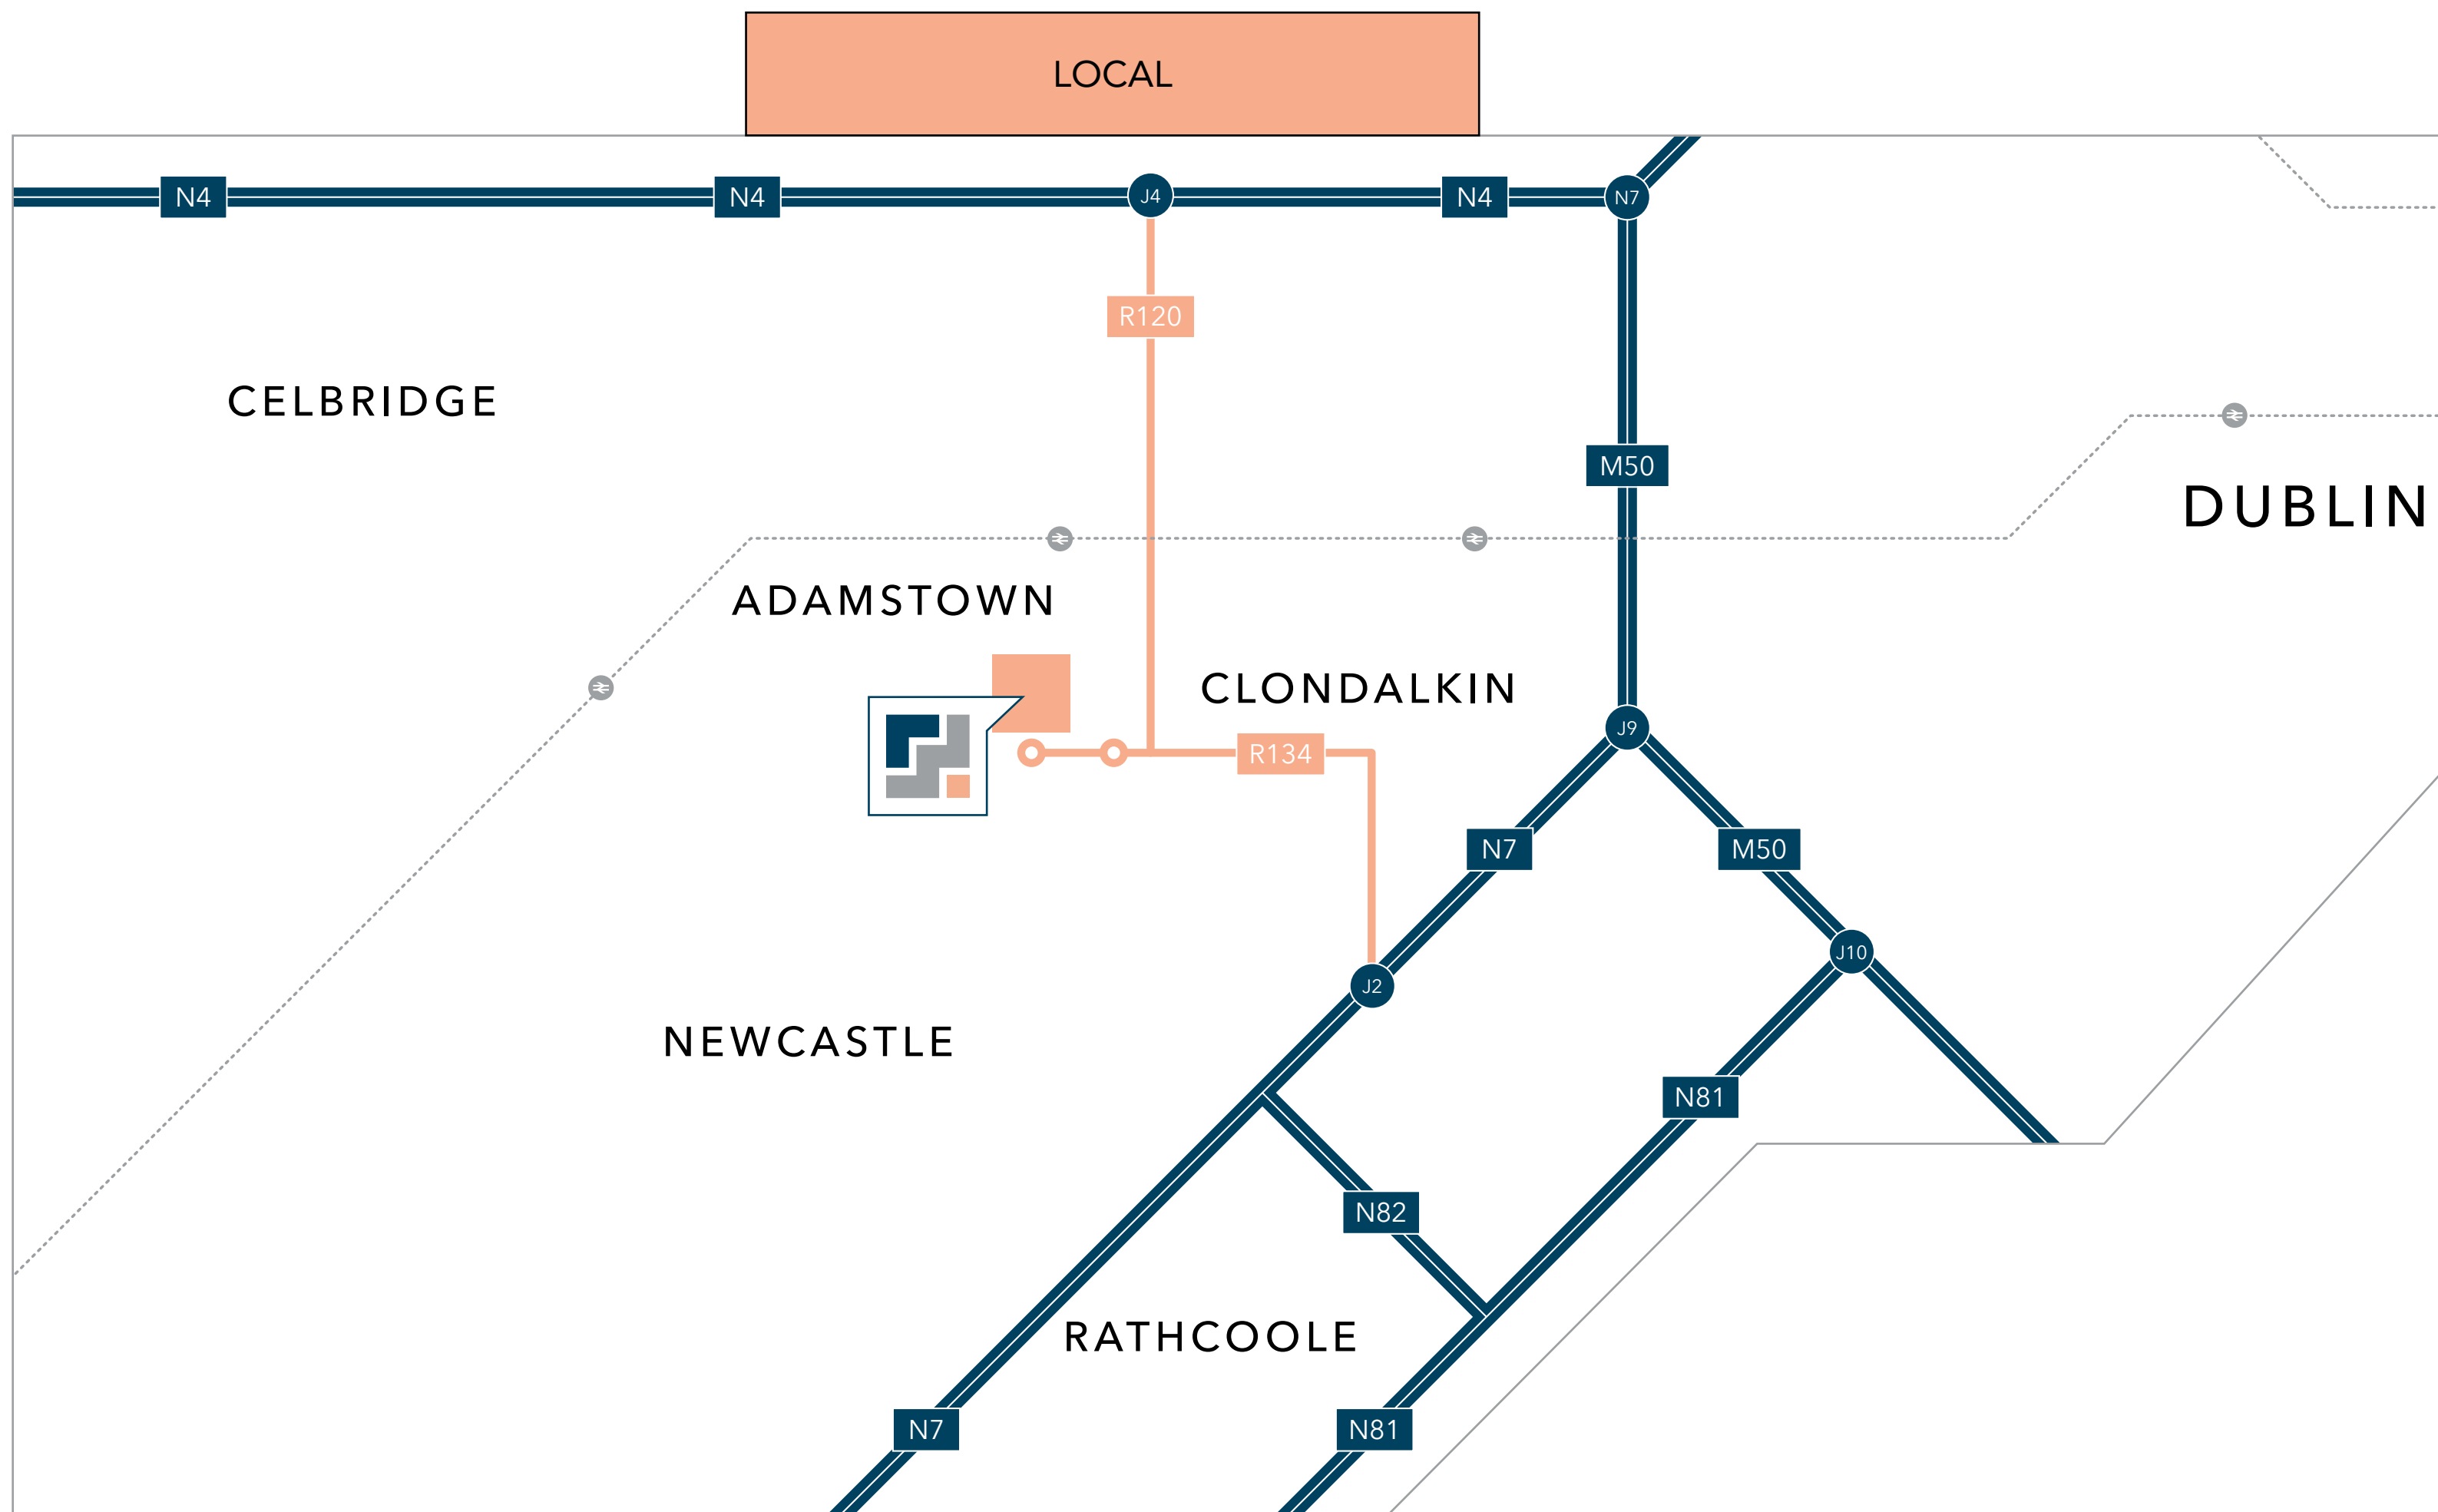 LOCAL
N4
N4
J4
N4
N7
R120
CELBRIDGE
M50
DUBLIN
ADAMSTOWN
CLONDALKIN
J9
R134
N7
M50
J10
J2
NEWCASTLE
N81
N82
RATHCOOLE
N7
N81